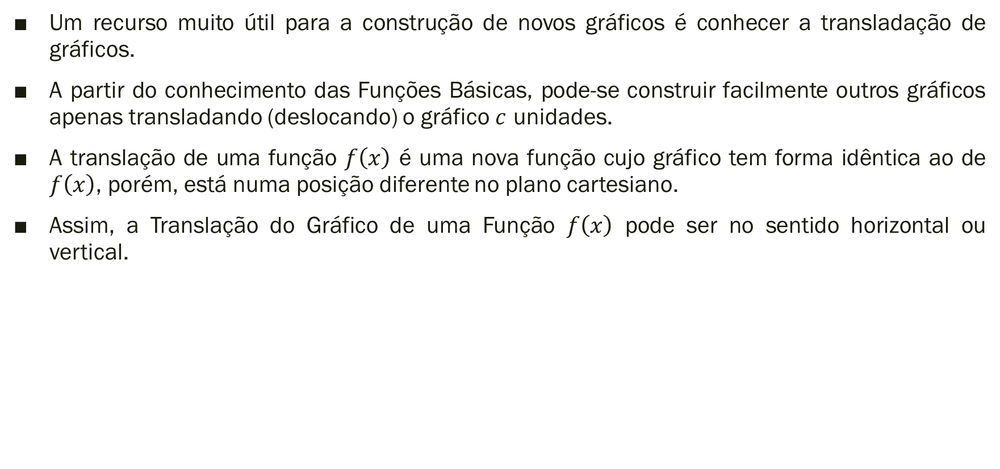 ▪ Um recurso muito útil para a construção de novos gráficos é conhecer a transladação de
gráficos.
▪ A partir do conhecimento das Funções Básicas, pode-se construir facilmente outros gráficos
apenas transladando (deslocando) o gráfico c unidades.
▪ A translação de uma função f(x) é uma nova função cujo gráfico tem forma idêntica ao de
f(x), porém, está numa posição diferente no plano cartesiano.
▪ Assim, a Translação do Gráfico de uma Função f(x) pode ser no sentido horizontal ou
vertical.